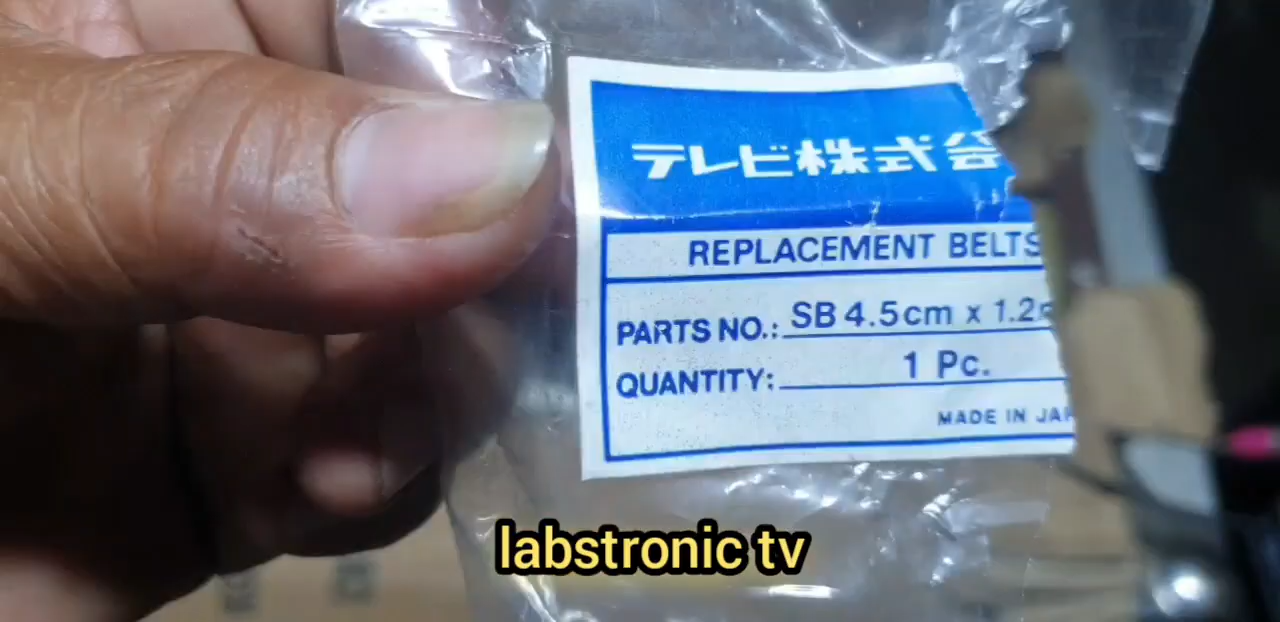 テレビ株式会
REPLACEMENT BELTS
PARTS NO.: SB 4.5cm x 1.2
QUANTITY: 1 Pc.
MADE IN JAP
labstronic tv